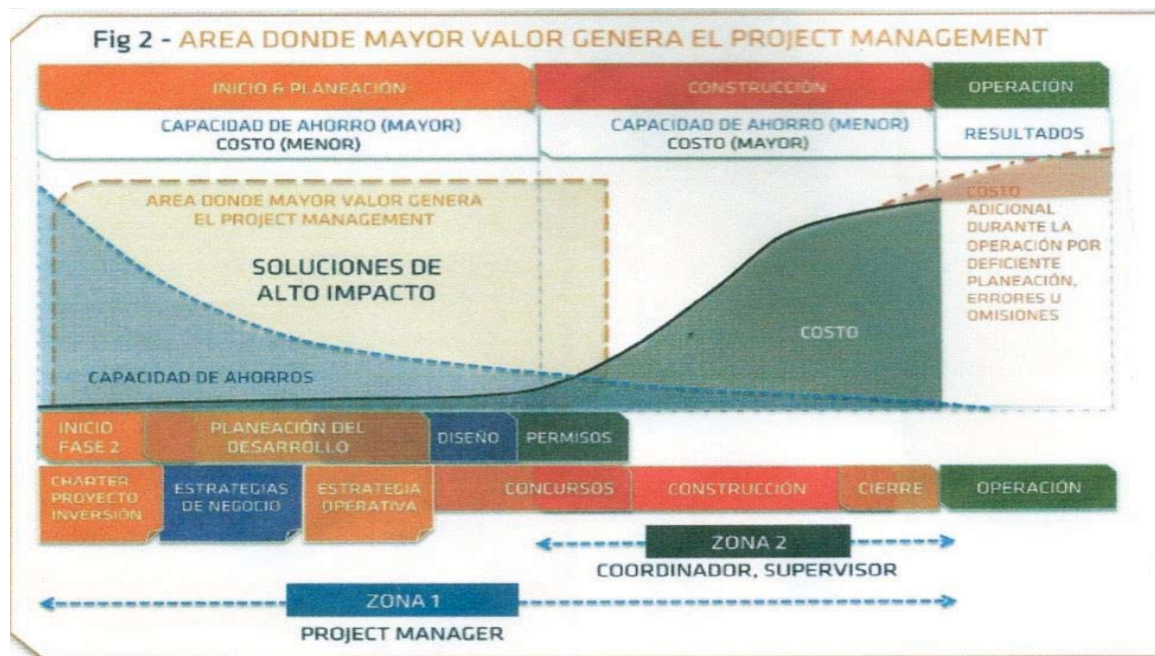 Fig 2 - AREA DONDE MAYOR VALOR GENERA EL PROJECT MANAGEMENT
INICIO & PLANEACIÓN
CONSTRUCCIÓN
OPERACIÓN
CAPACIDAD DE AHORRO (MAYOR)
COSTO (MENOR)
CAPACIDAD DE AHORRO (MENOR)
COSTO (MAYOR)
RESULTADOS
AREA DONDE MAYOR VALOR GENERA
EL PROJECT MANAGEMENT
SOLUCIONES DE
ALTO IMPACTO
CAPACIDAD DE AHORROS
COSTO
COSTO
ADICIONAL
DURANTE LA
OPERACIÓN POR
DEFICIENTE
PLANEACIÓN,
ERRORES U
OMISIONES
INICIO
FASE 2
PLANEACIÓN DEL
DESARROLLO
DISEÑO
PERMISOS
CHARTER
PROYECTO
INVERSIÓN
ESTRATEGIAS
DE NEGOCIO
ESTRATEGIA
OPERATIVA
CONCURSOS
CONSTRUCCIÓN
CIERRE
OPERACIÓN
ZONA 2
COORDINADOR, SUPERVISOR
ZONA 1
PROJECT MANAGER